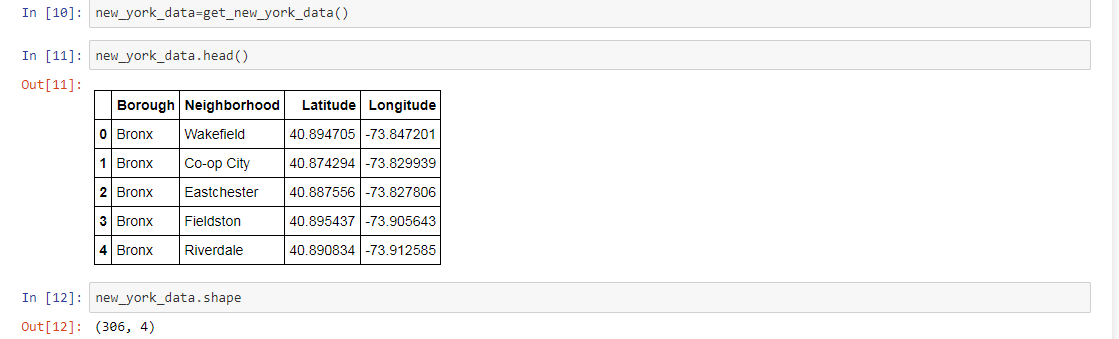 In [10]: new_york_data=get_new_york_data()
In [11]: new_york_data.head()
Out[11]:
Borough Neighborhood Latitude Longitude
0 Bronx Wakefield 40.894705 -73.847201
1 Bronx Co-op City 40.874294 -73.829939
2 Bronx Eastchester 40.887556 -73.827806
3 Bronx Fieldston 40.895437 -73.905643
4 Bronx Riverdale 40.890834 -73.912585
In [12]: new_york_data.shape
Out[12]: (306, 4)